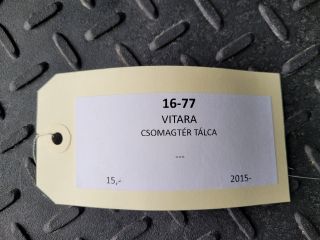 16-77
VITARA
CSOMAGTÉR TÁLCA
---
15,- 2015-